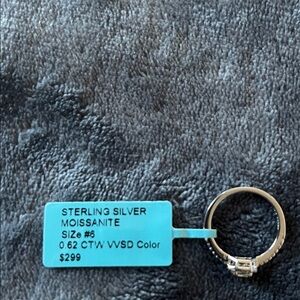 STERLING SILVER
MOISSANITE
SiZe #6
0.62 CTW VVSD Color
$299